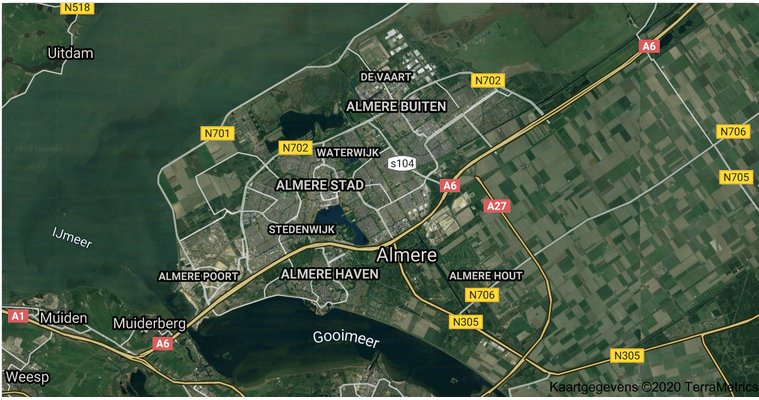 N518
Uitdam
A6
DE VAART
N702
ALMERE BUITEN
N701
N706
N702
WATERWIJK
2020 Google
s104
N705
ALMERE STAD
A6
A27
STEDENWIJK
IJmeer
Almere
ALMERE POORT
ALMERE HAVEN
ALMERE HOUT
N706
A1
Muiden
Muiderberg
N305
Gooimeer
A6
N305
Weesp
Kaartgegevens ©2020 TerraMetrics